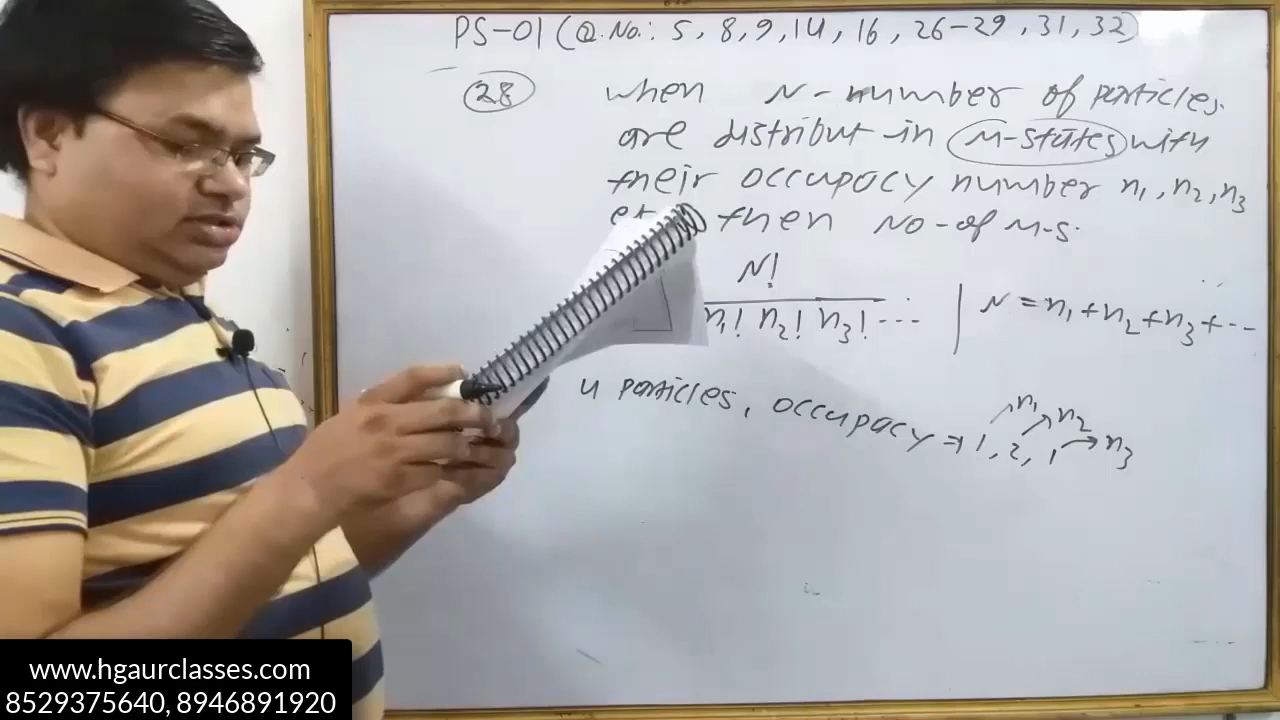 PS-01 (Q.No.: 5, 8, 9, 14, 16, 26-29, 31, 32)
28 when N-number of particles
are distribut in M-states with
their occupacy number n1, n2, n3
then NO-of M-s.
N!
n1! n2! n3! ... | N = n1 + n2 + n3 + ...
4 particles, occupacy → 1, 2, 1 → n1 → n2 → n3
www.hgaurclasses.com
8529375640, 8946891920